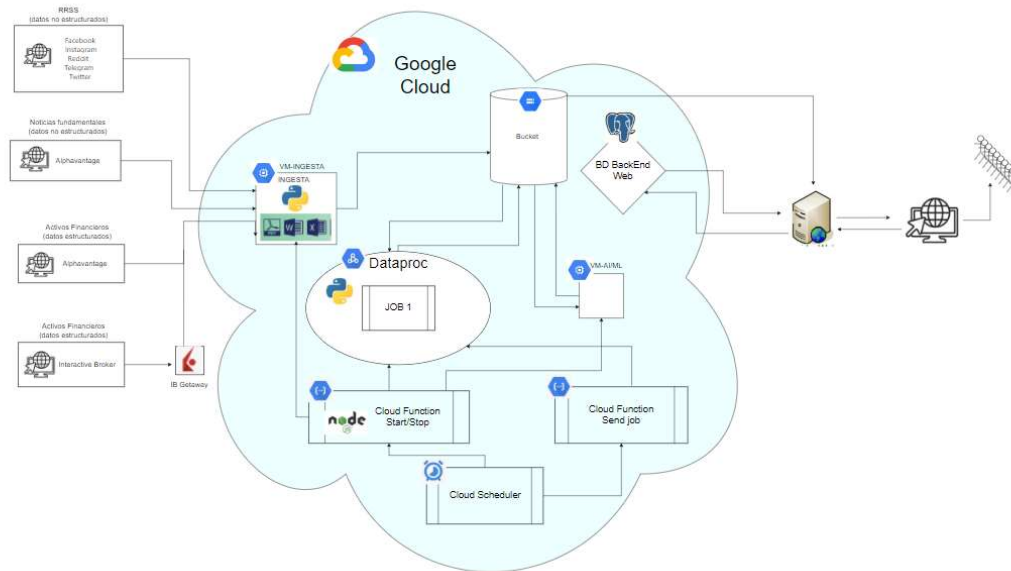 RRSS
(datos no estructurados)
Facebook
Instagram
Reddit
Telegram
Twitter
Noticias fundamentales
(datos no estructurados)
Alphavantage
Activos Financieros
(datos estructurados)
Alphavantage
Activos Financieros
(datos estructurados)
Interactive Broker
IB Getaway
Google
Cloud
VM-INGESTA
INGESTA
W
X
Bucket
BD BackEnd
Web
Dataproc
JOB 1
VM-AI/ML
node
Cloud Function
Start/Stop
Cloud Function
Send job
Cloud Scheduler